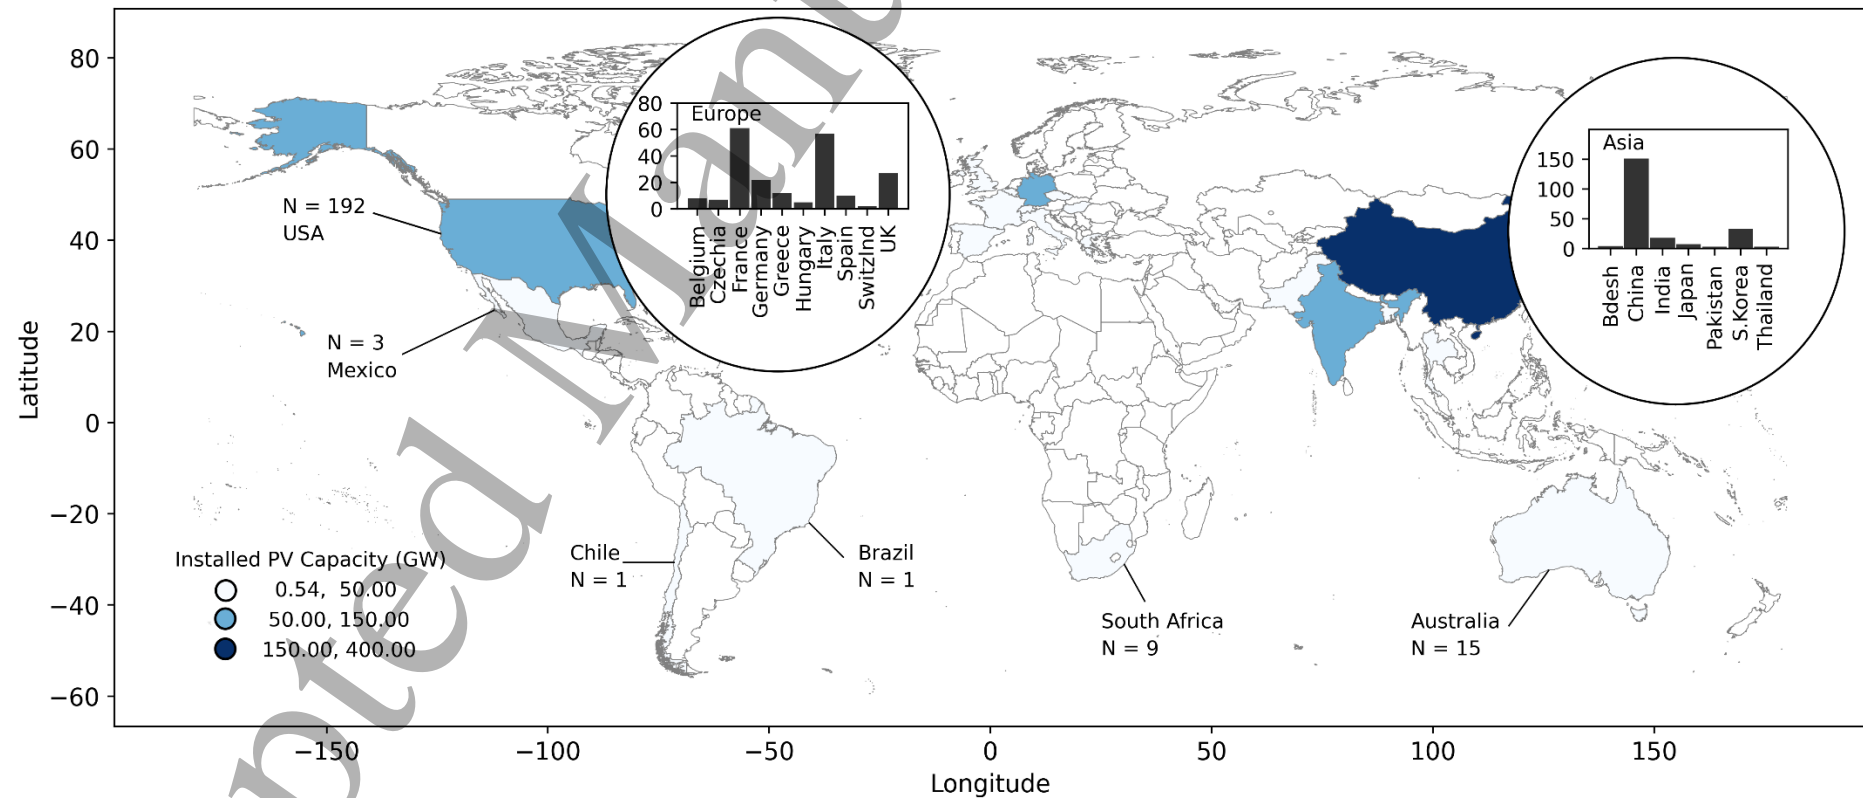 80
60
40
20
0
−20
−40
−60
Latitude
−150
−100
−50
0
50
100
150
Longitude
N = 192
USA
N = 3
Mexico
Chile
N = 1
Brazil
N = 1
South Africa
N = 9
Australia
N = 15
Installed PV Capacity (GW)
0.54, 50.00
50.00, 150.00
150.00, 400.00
Europe
80
60
40
20
0
Belgium
Czechia
France
Germany
Greece
Hungary
Italy
Spain
Switzlnd
UK
Asia
150
100
50
0
Bdesh
China
India
Japan
Pakistan
S.Korea
Thailand
pted Man